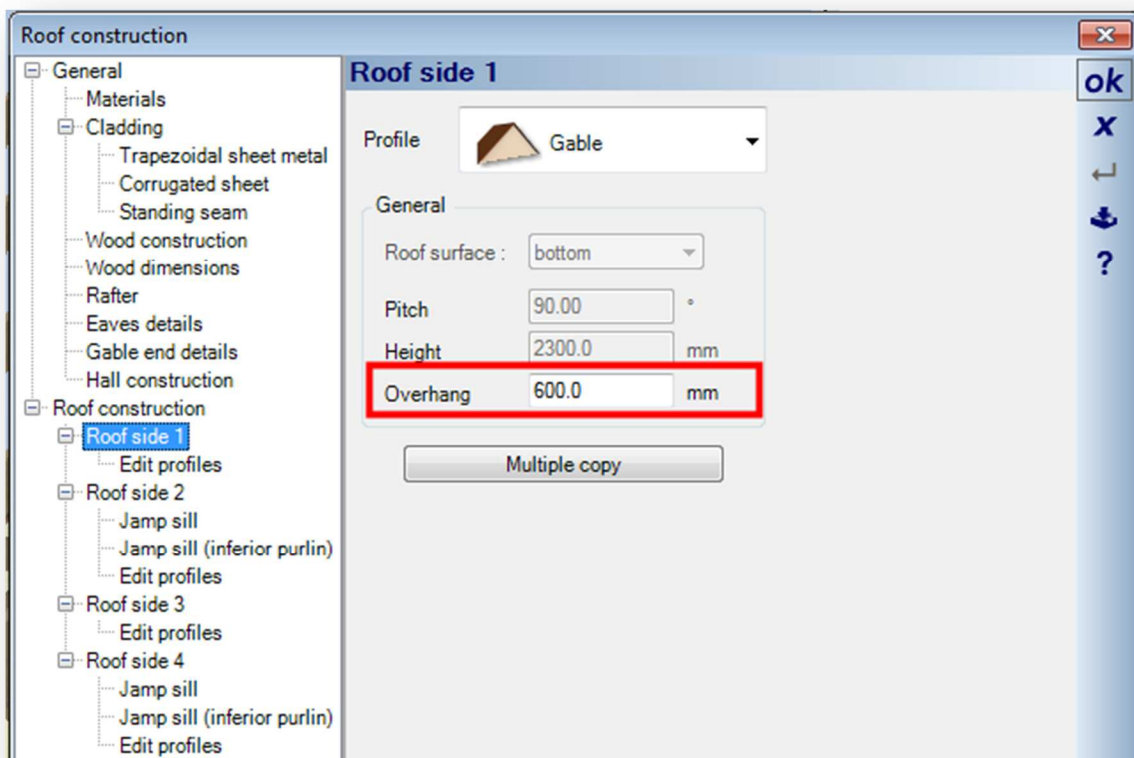 Roof construction
General
Materials
Cladding
Trapezoidal sheet metal
Corrugated sheet
Standing seam
Wood construction
Wood dimensions
Rafter
Eaves details
Gable end details
Hall construction
Roof construction
Roof side 1
Edit profiles
Roof side 2
Jamp sill
Jamp sill (inferior purlin)
Edit profiles
Roof side 3
Edit profiles
Roof side 4
Jamp sill
Jamp sill (inferior purlin)
Edit profiles
Roof side 1
Profile Gable
General
Roof surface : bottom
Pitch 90.00 °
Height 2300.0 mm
Overhang 600.0 mm
Multiple copy
ok
x
?